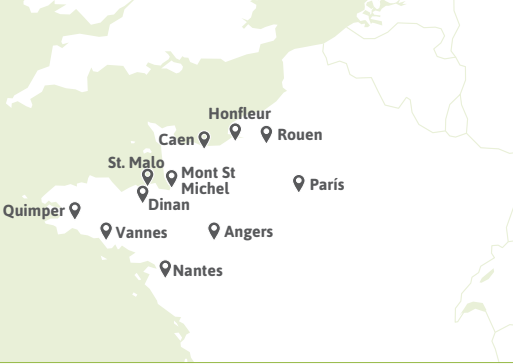 Honfleur
Caen
Rouen
St. Malo
Mont St
Michel
París
Dinan
Quimper
Vannes
Angers
Nantes